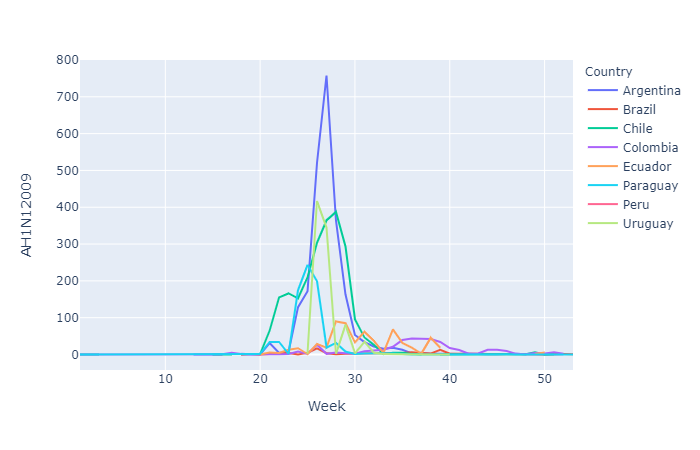 800
700
600
500
400
300
200
100
0
AH1N12009
10
20
30
40
50
Week
Country
Argentina
Brazil
Chile
Colombia
Ecuador
Paraguay
Peru
Uruguay